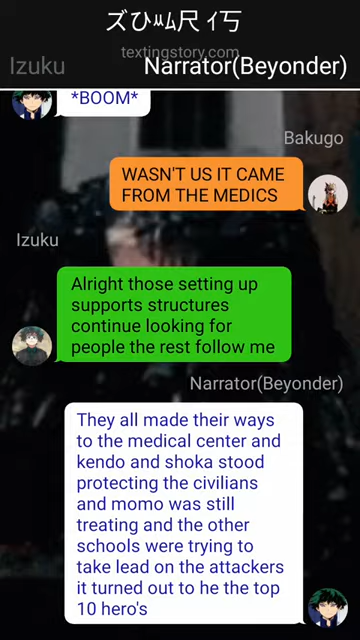 ズひﾑﾑ尺 ｲ丂
textingstory.com
Izuku
Narrator(Beyonder)
*BOOM*
Bakugo
WASN'T US IT CAME
FROM THE MEDICS
Izuku
Alright those setting up
supports structures
continue looking for
people the rest follow me
Narrator(Beyonder)
They all made their ways
to the medical center and
kendo and shoka stood
protecting the civilians
and momo was still
treating and the other
schools were trying to
take lead on the attackers
it turned out to he the top
10 hero's